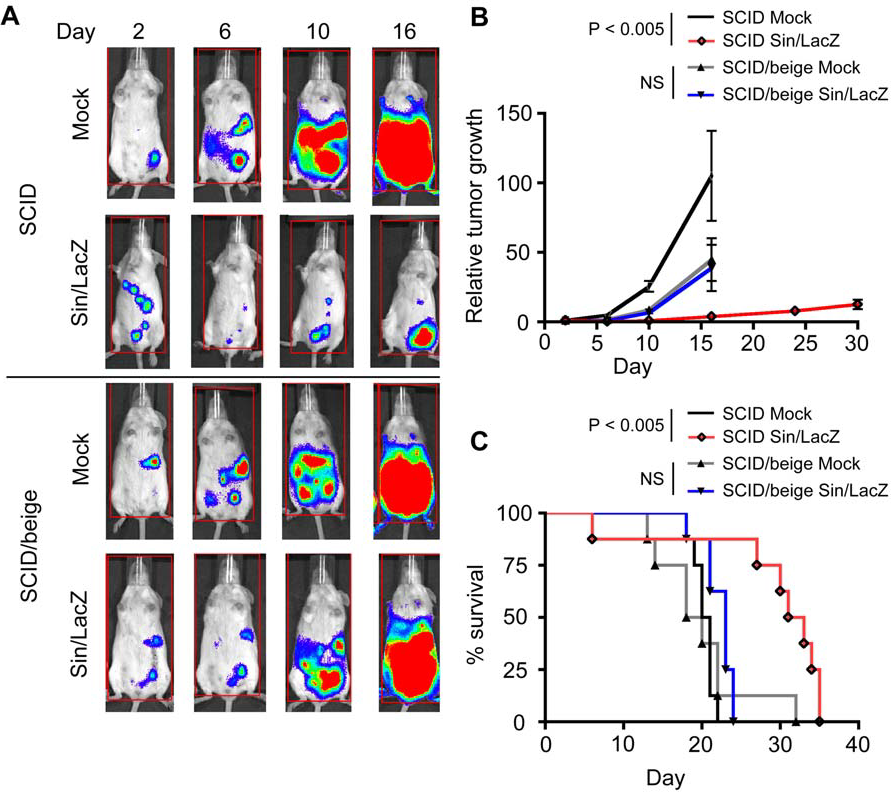 A
Day 2 6 10 16
SCID
Mock
Sin/LacZ
SCID/beige
Mock
Sin/LacZ
B
P < 0.005
SCID Mock
SCID Sin/LacZ
NS
SCID/beige Mock
SCID/beige Sin/LacZ
Relative tumor growth
150
100
50
0
0 5 10 15 20 25 30
Day
C
P < 0.005
SCID Mock
SCID Sin/LacZ
NS
SCID/beige Mock
SCID/beige Sin/LacZ
% survival
100
75
50
25
0
0 10 20 30 40
Day